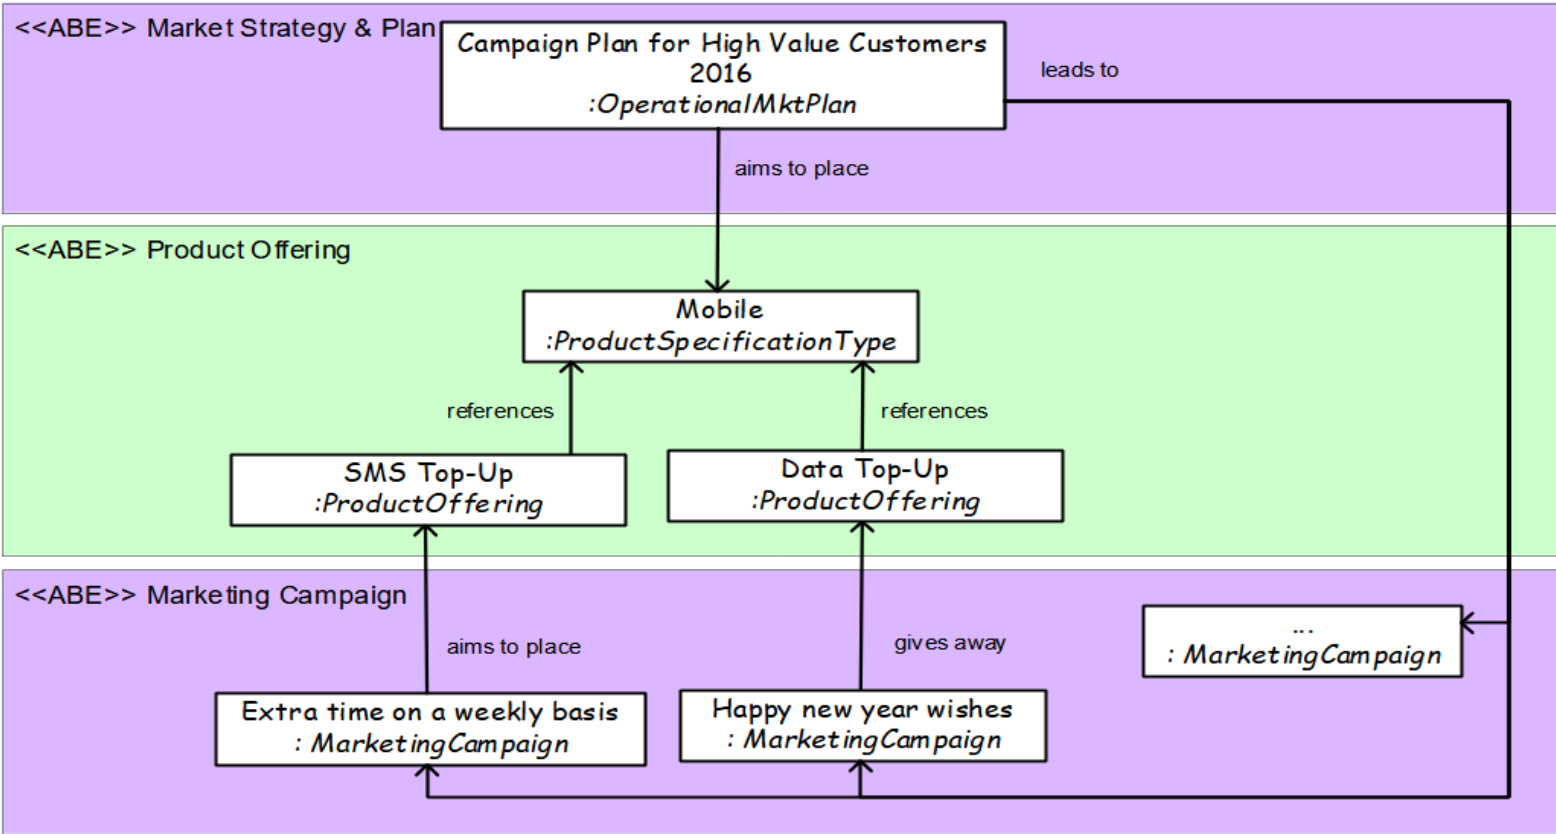 <<ABE>> Market Strategy & Plan
Campaign Plan for High Value Customers
2016
:OperationalMktPlan
leads to
aims to place
<<ABE>> Product Offering
Mobile
:ProductSpecificationType
references
references
SMS Top-Up
:ProductOffering
Data Top-Up
:ProductOffering
<<ABE>> Marketing Campaign
aims to place
gives away
...
: MarketingCampaign
Extra time on a weekly basis
: MarketingCampaign
Happy new year wishes
: MarketingCampaign